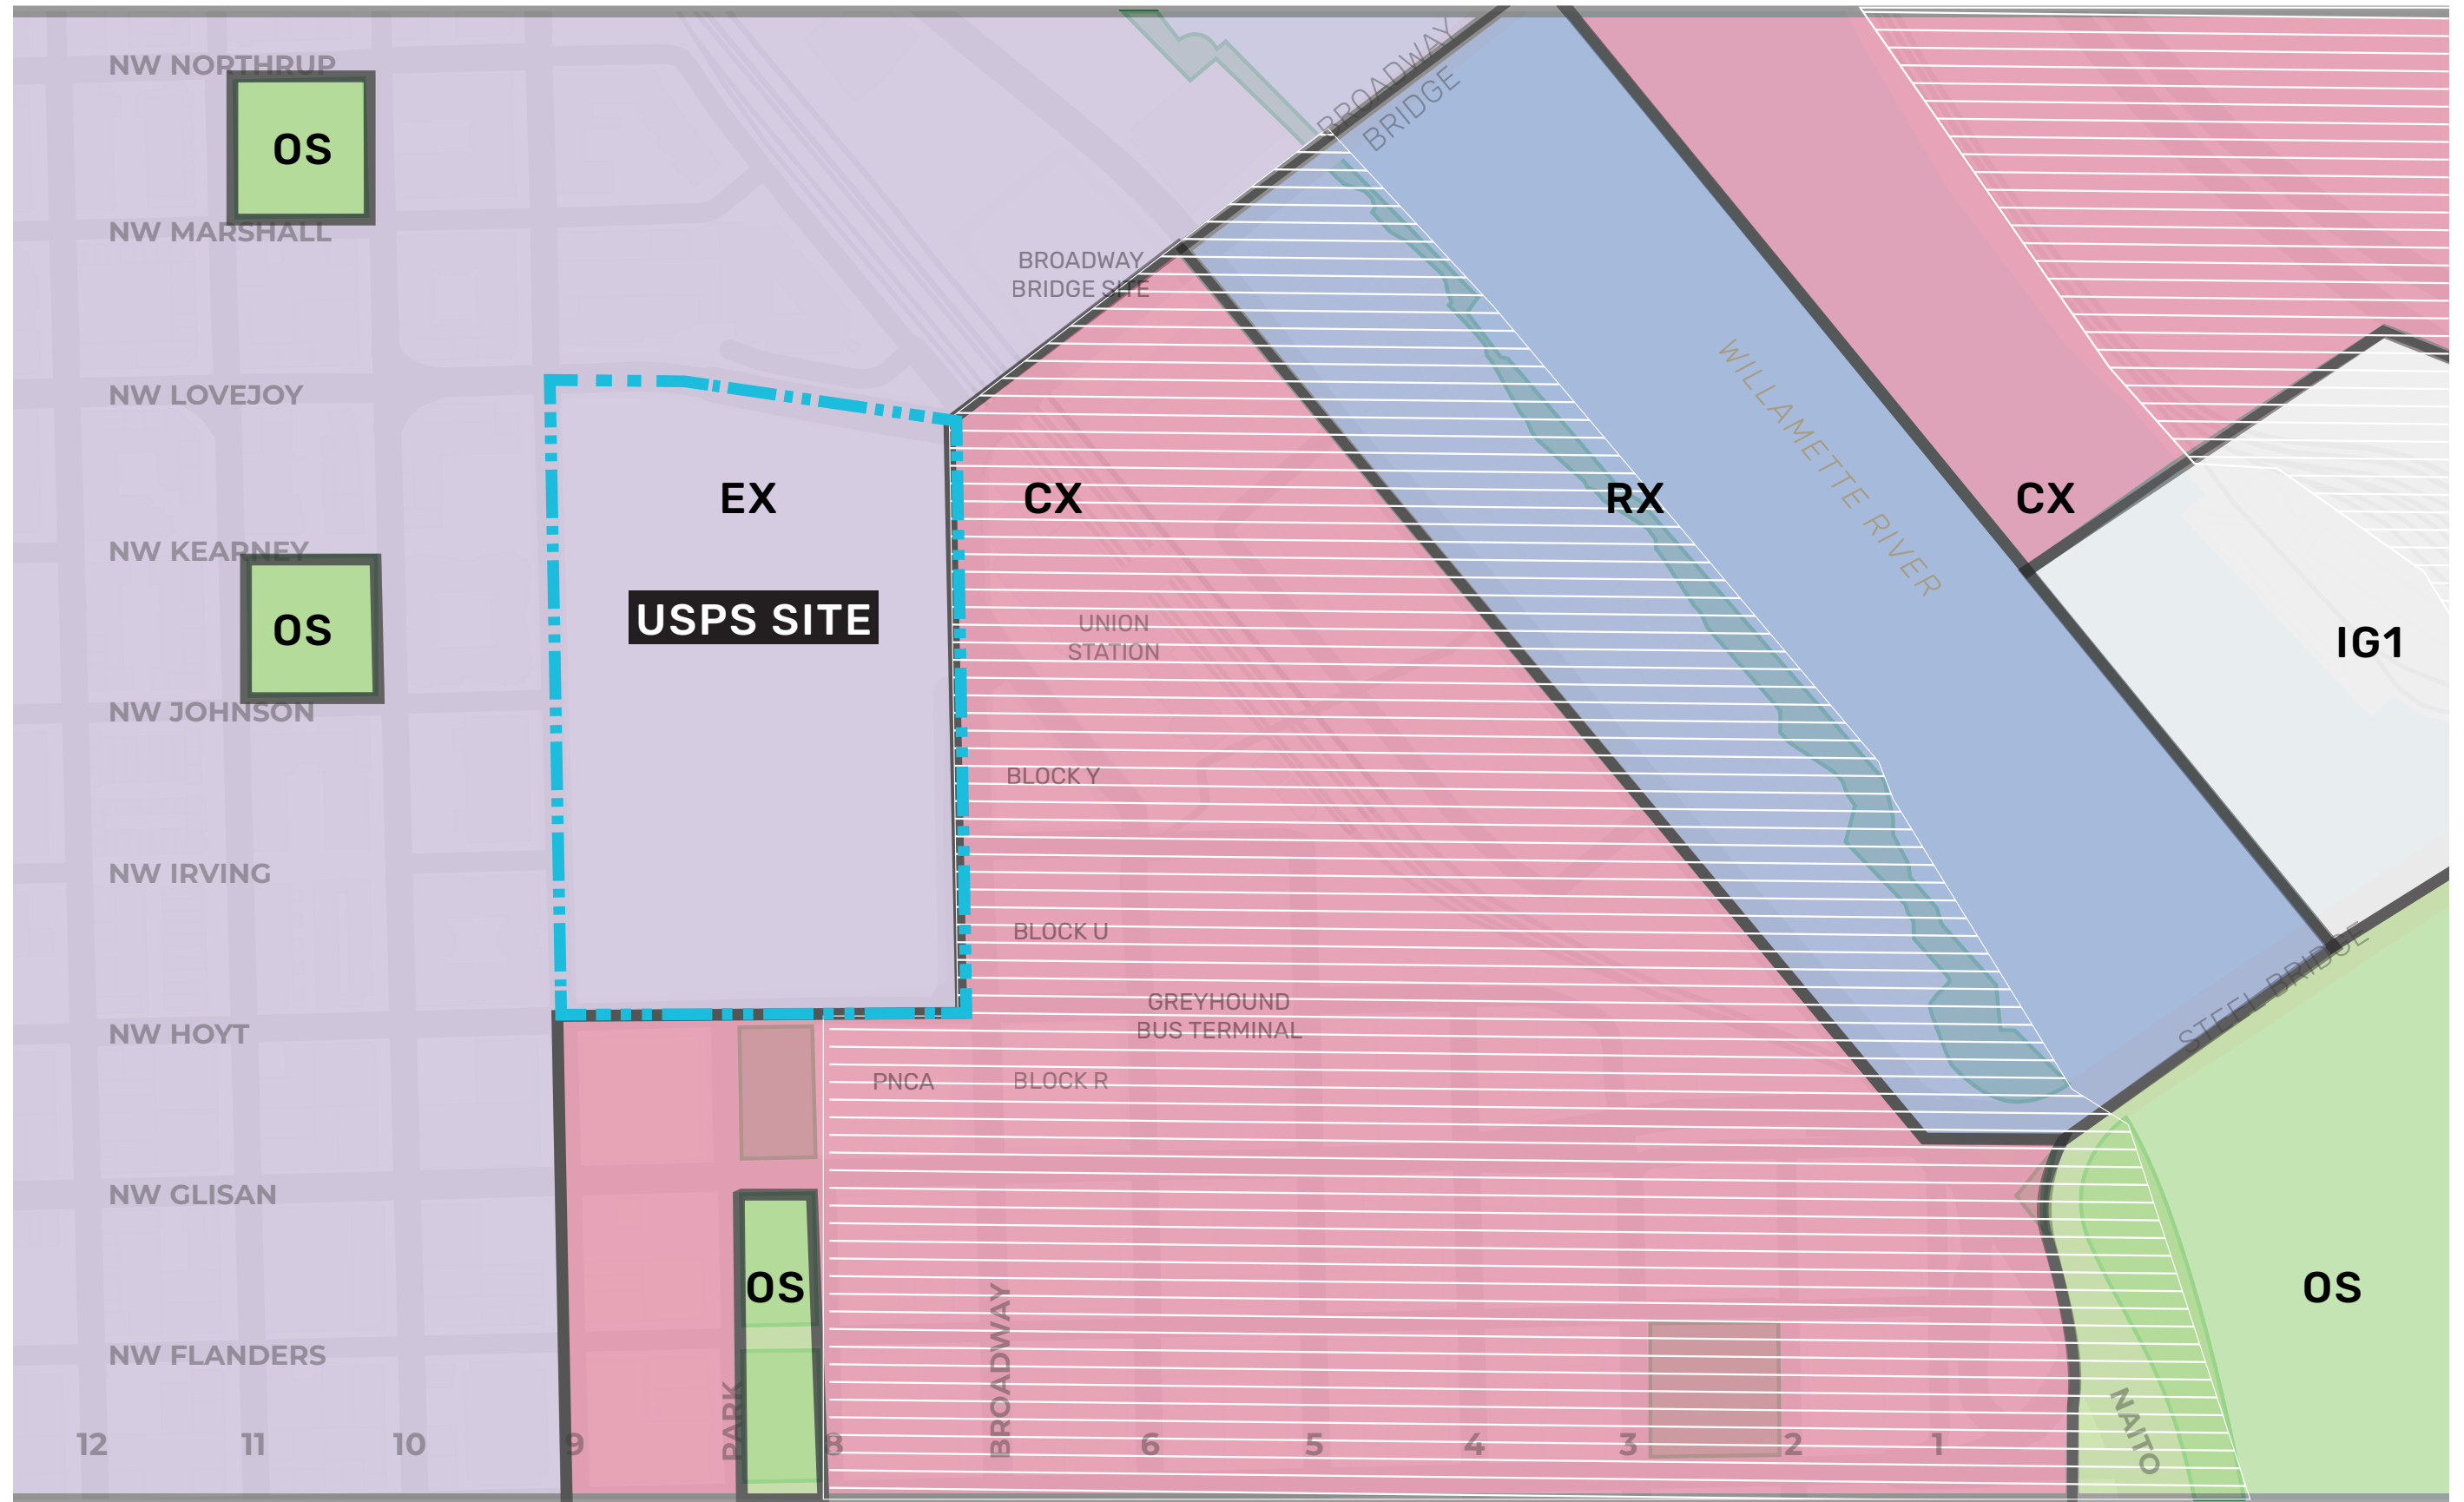 NW NORTHRUP
OS
NW MARSHALL
BROADWAY
BRIDGE
BROADWAY
BRIDGE SITE
NW LOVEJOY
WILLAMETTE RIVER
EX
CX
RX
CX
NW KEARNEY
USPS SITE
OS
UNION
STATION
IG1
NW JOHNSON
BLOCK Y
NW IRVING
BLOCK U
STEEL BRIDGE
GREYHOUND
BUS TERMINAL
NW HOYT
PNCA
BLOCK R
NW GLISAN
OS
OS
NW FLANDERS
PARK
BROADWAY
NAITO
12
11
10
9
8
6
5
4
3
2
1